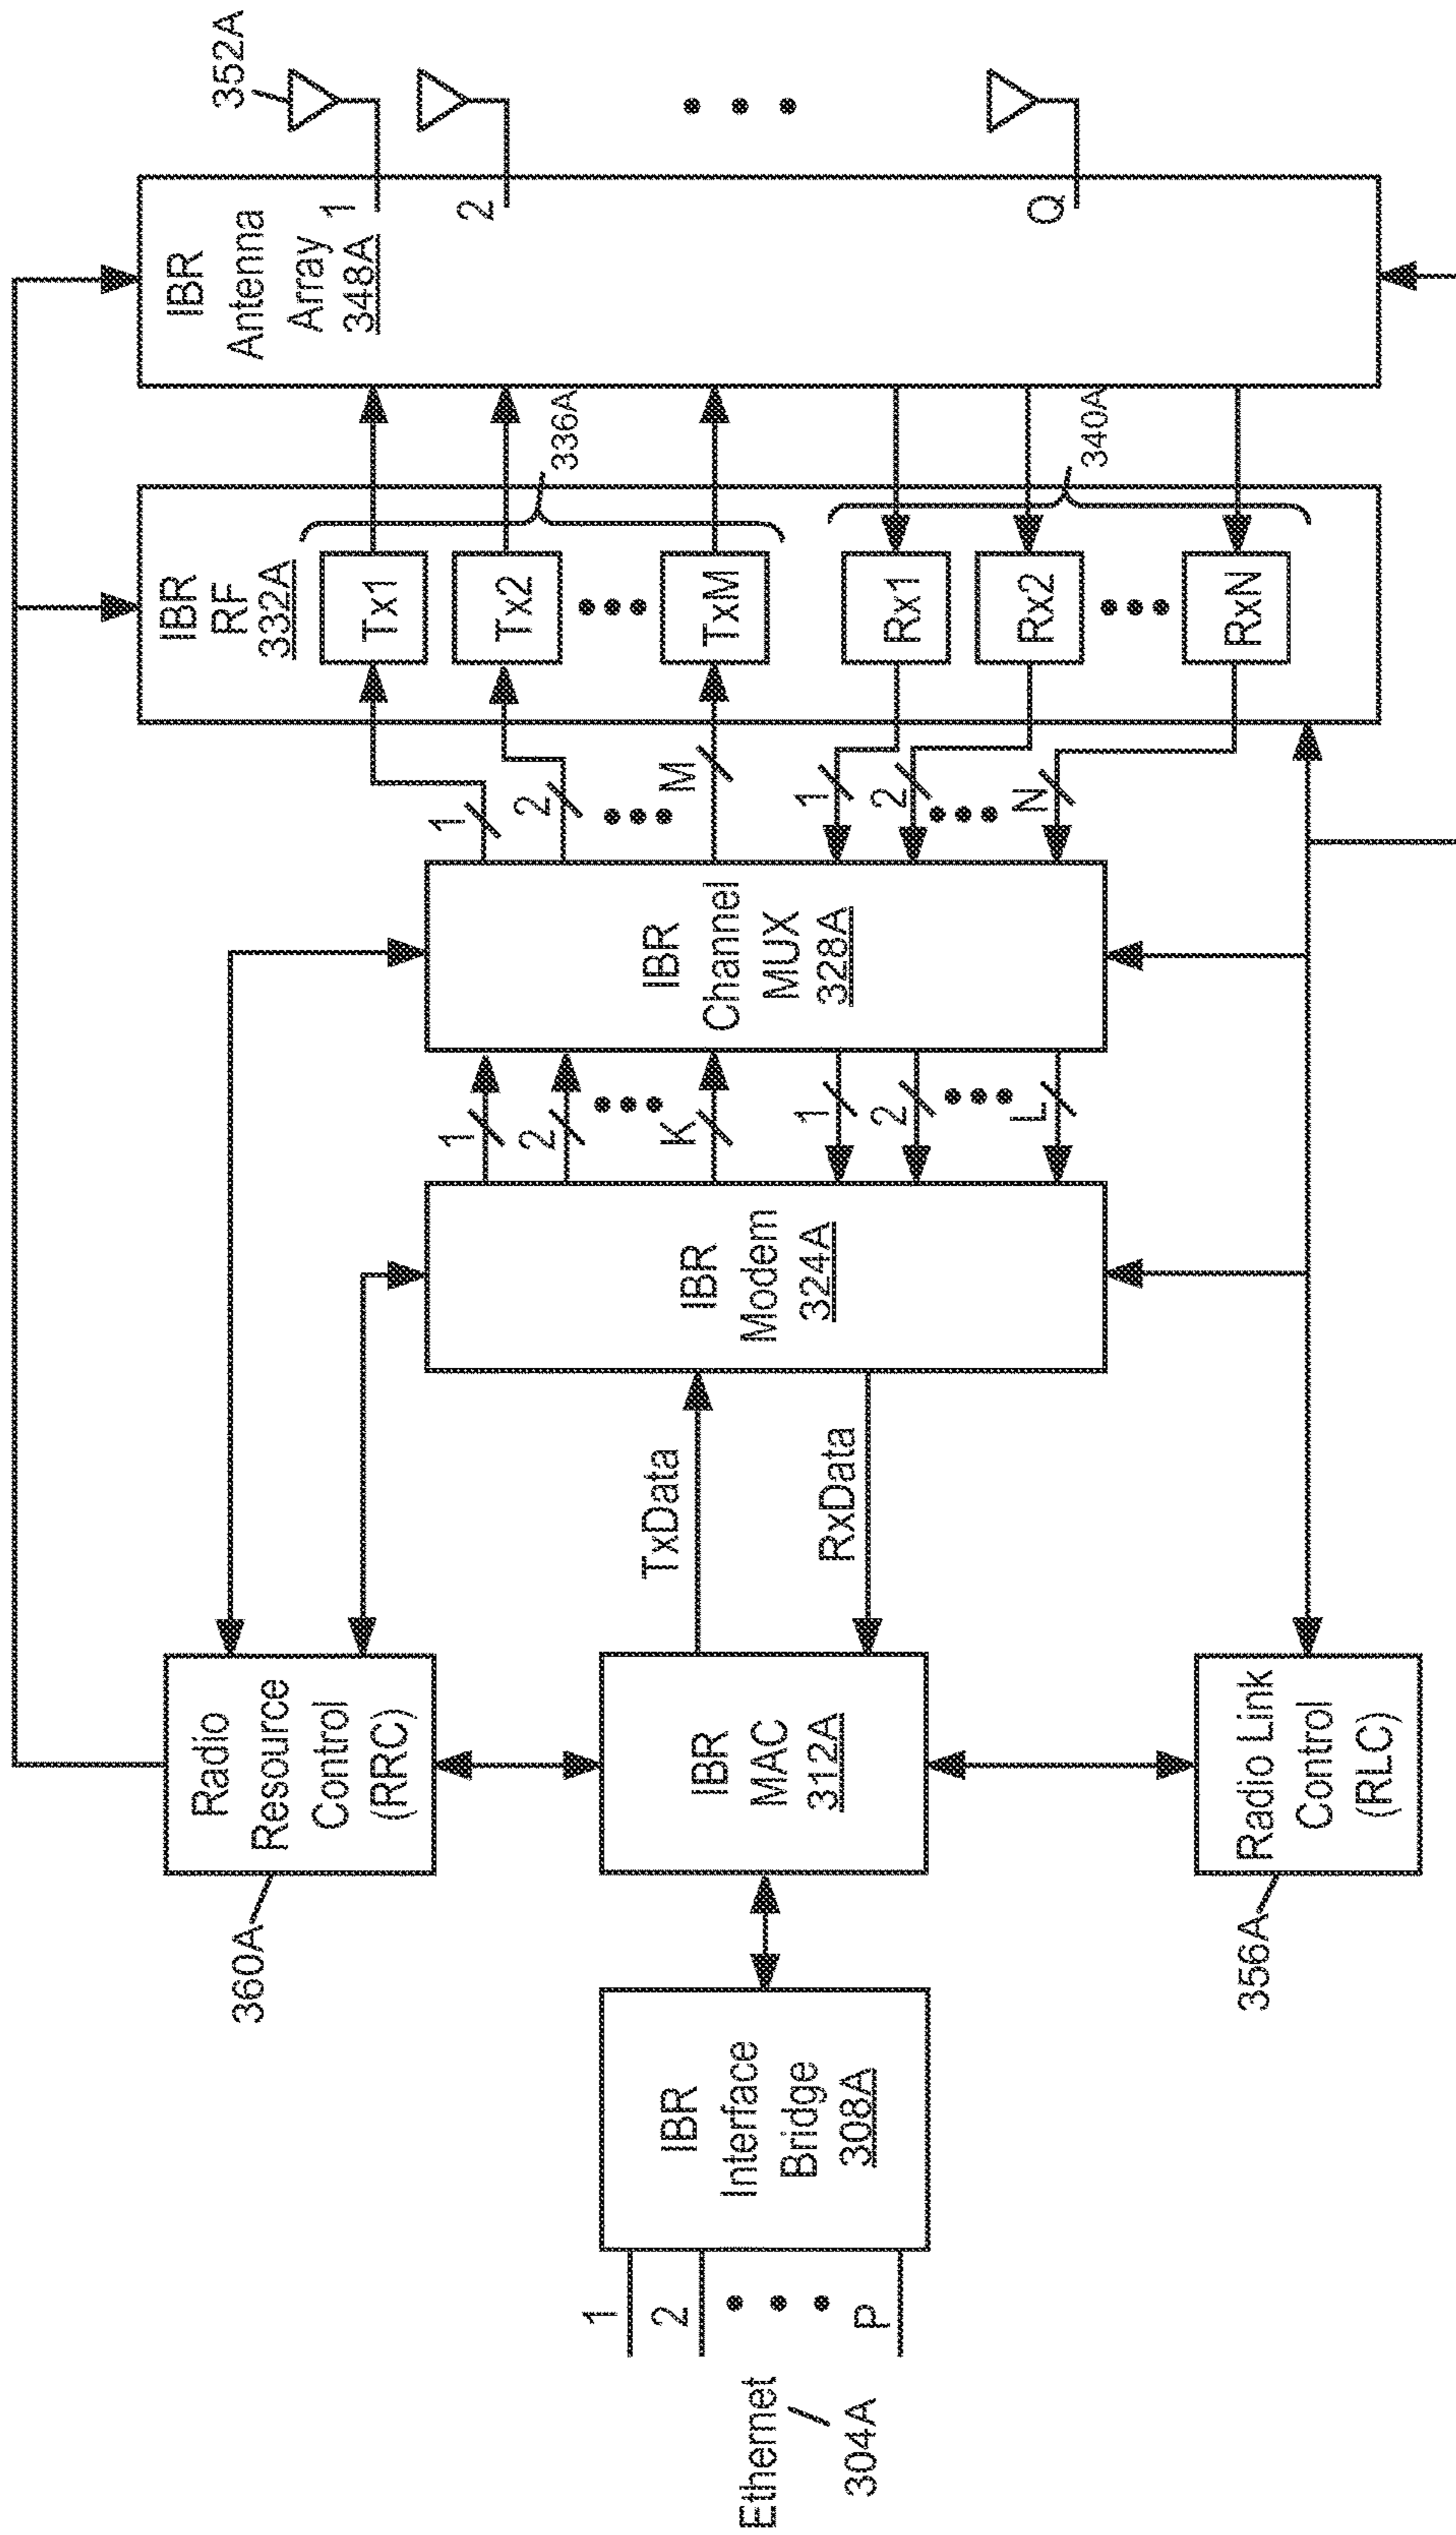 Ethernet
304A
1
2
P
IBR
Interface
Bridge
308A
360A
Radio
Resource
Control
(RRC)
IBR
MAC
312A
356A
Radio Link
Control
(RLC)
TxData
RxData
IBR
Modem
324A
1
2
K
1
2
L
IBR
Channel
MUX
328A
1
2
M
1
2
N
IBR
RF
332A
Tx1
Tx2
TxM
Rx1
Rx2
RxN
336A
340A
IBR
Antenna
Array
348A
1
2
Q
352A